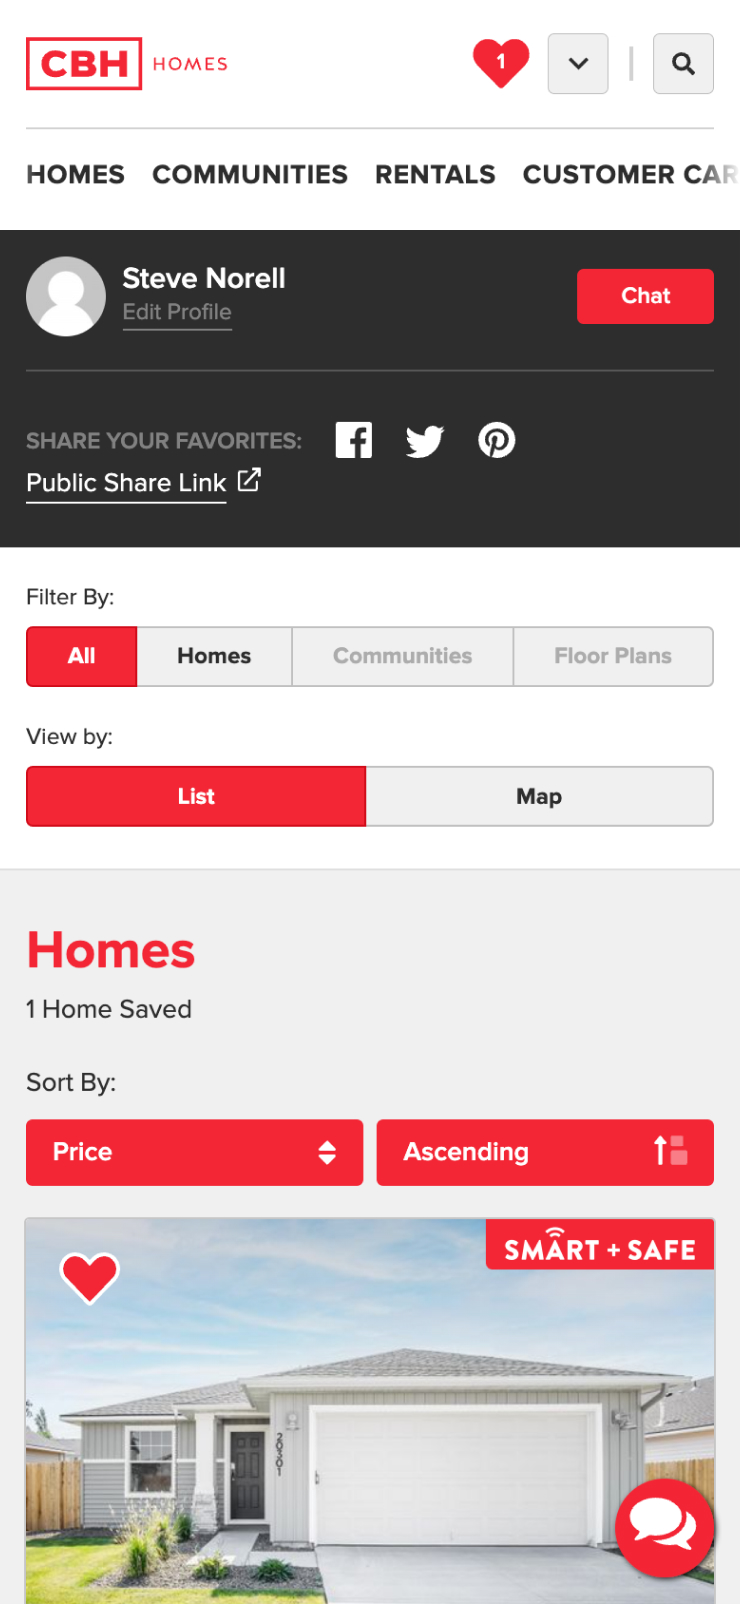 CBH HOMES
1
HOMES COMMUNITIES RENTALS CUSTOMER CAR
Steve Norell
Edit Profile
Chat
SHARE YOUR FAVORITES:
Public Share Link
Filter By:
All Homes Communities Floor Plans
View by:
List Map
Homes
1 Home Saved
Sort By:
Price Ascending
SMART + SAFE
20301